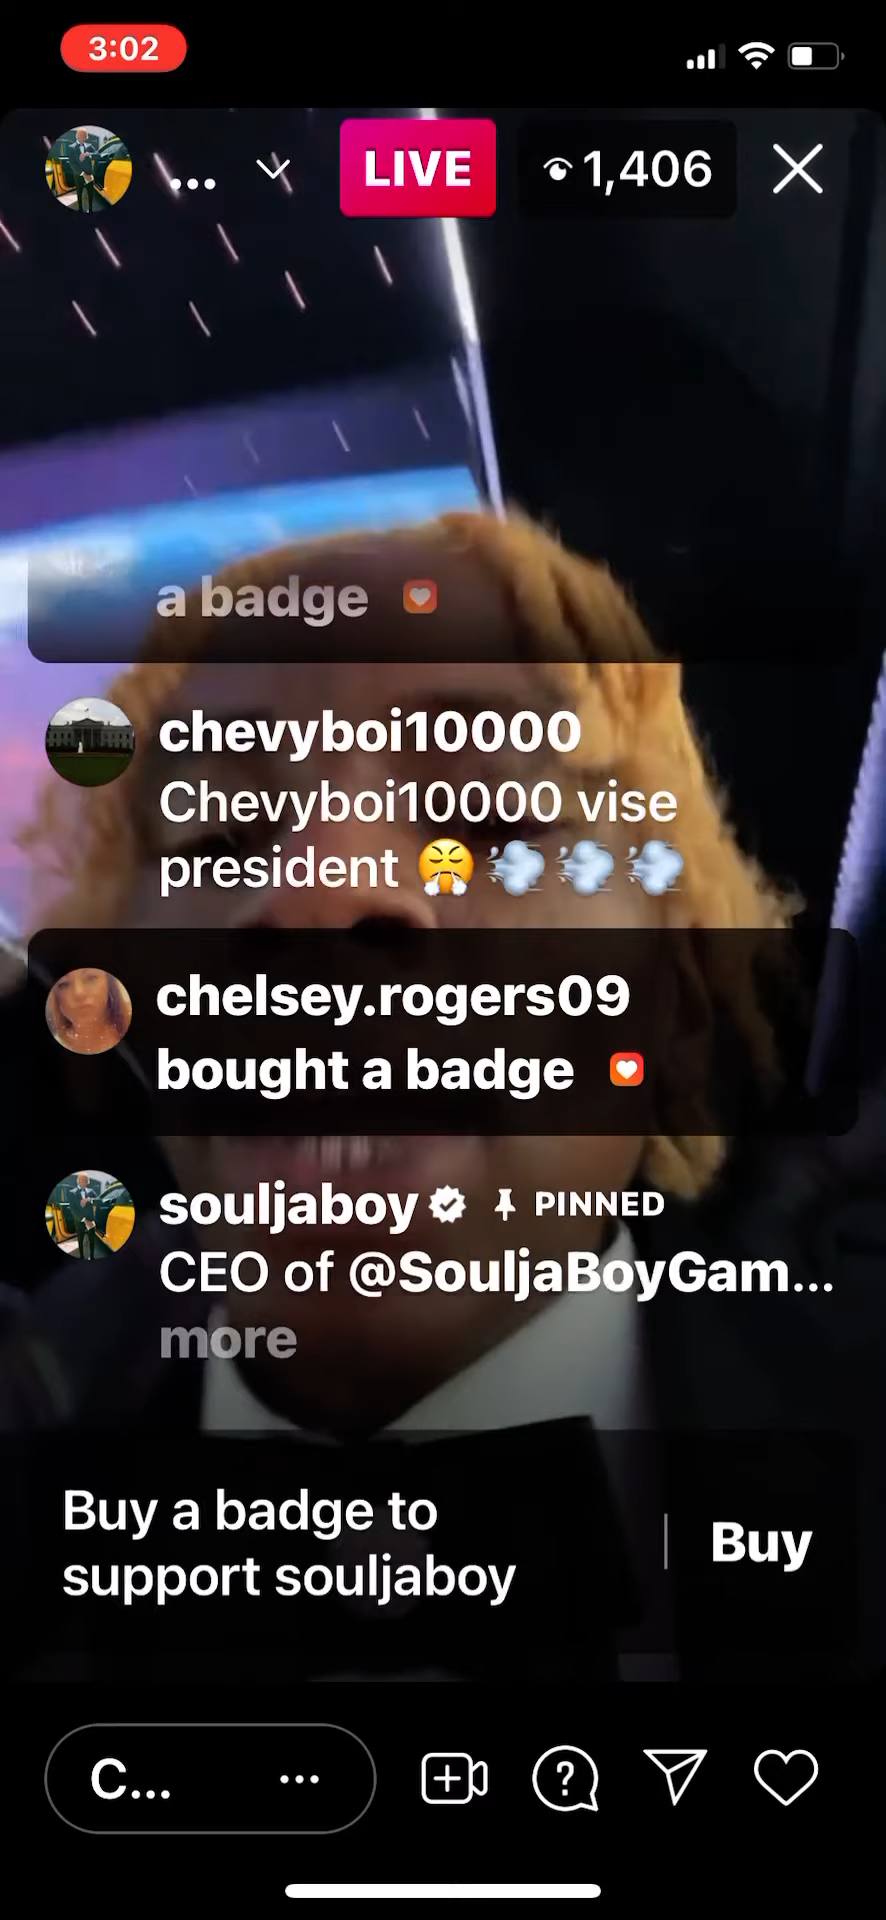 3:02
...
LIVE
1,406
a badge
chevyboi10000
Chevyboi10000 vise
president 😤💨💨💨
chelsey.rogers09
bought a badge
souljaboy PINNED
CEO of @SouljaBoyGam...
more
Buy a badge to
support souljaboy
Buy
C... ...